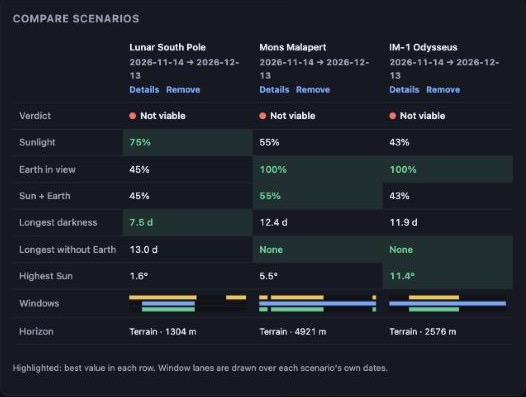 COMPARE SCENARIOS
Lunar South Pole Mons Malapert IM-1 Odysseus
2026-11-14 → 2026-12- 2026-11-14 → 2026-12- 2026-11-14 → 2026-12-
13 13 13
Details Remove Details Remove Details Remove
Verdict Not viable Not viable Not viable
Sunlight 75% 55% 43%
Earth in view 45% 100% 100%
Sun + Earth 45% 55% 43%
Longest darkness 7.5 d 12.4 d 11.9 d
Longest without Earth 13.0 d None None
Highest Sun 1.6° 5.5° 11.4°
Windows
Horizon Terrain · 1304 m Terrain · 4921 m Terrain · 2576 m
Highlighted: best value in each row. Window lanes are drawn over each scenario's own dates.